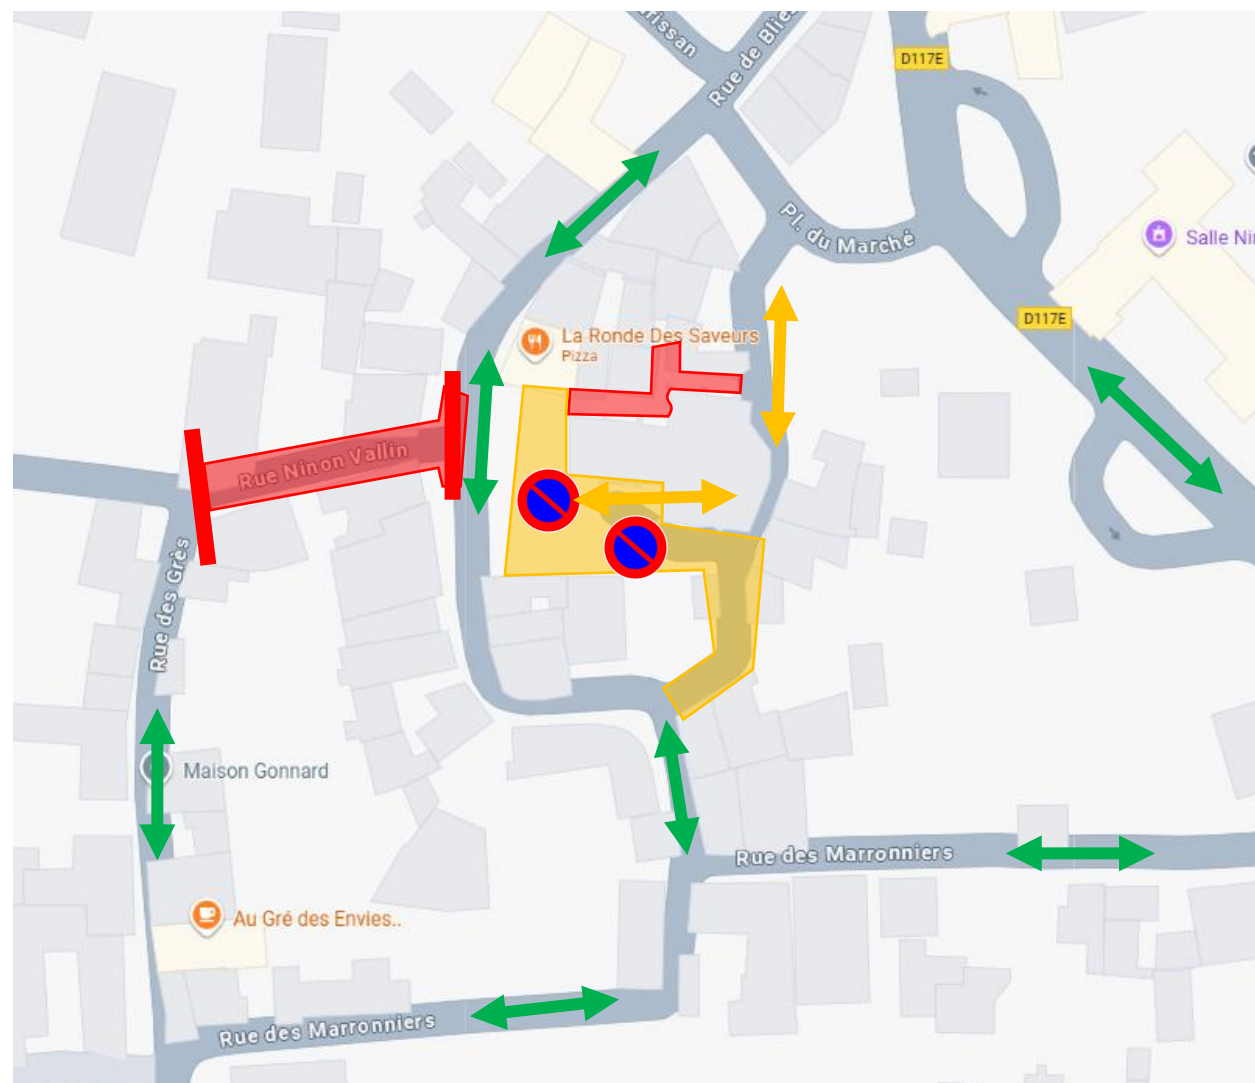 Rue de Blies
D117E
Pl. du Marché
Salle Ni
D117E
La Ronde Des Saveurs
Pizza
Rue Ninon Vallin
Rue des Grès
Maison Gonnard
Rue des Marronniers
Au Gré des Envies..
Rue des Marronniers